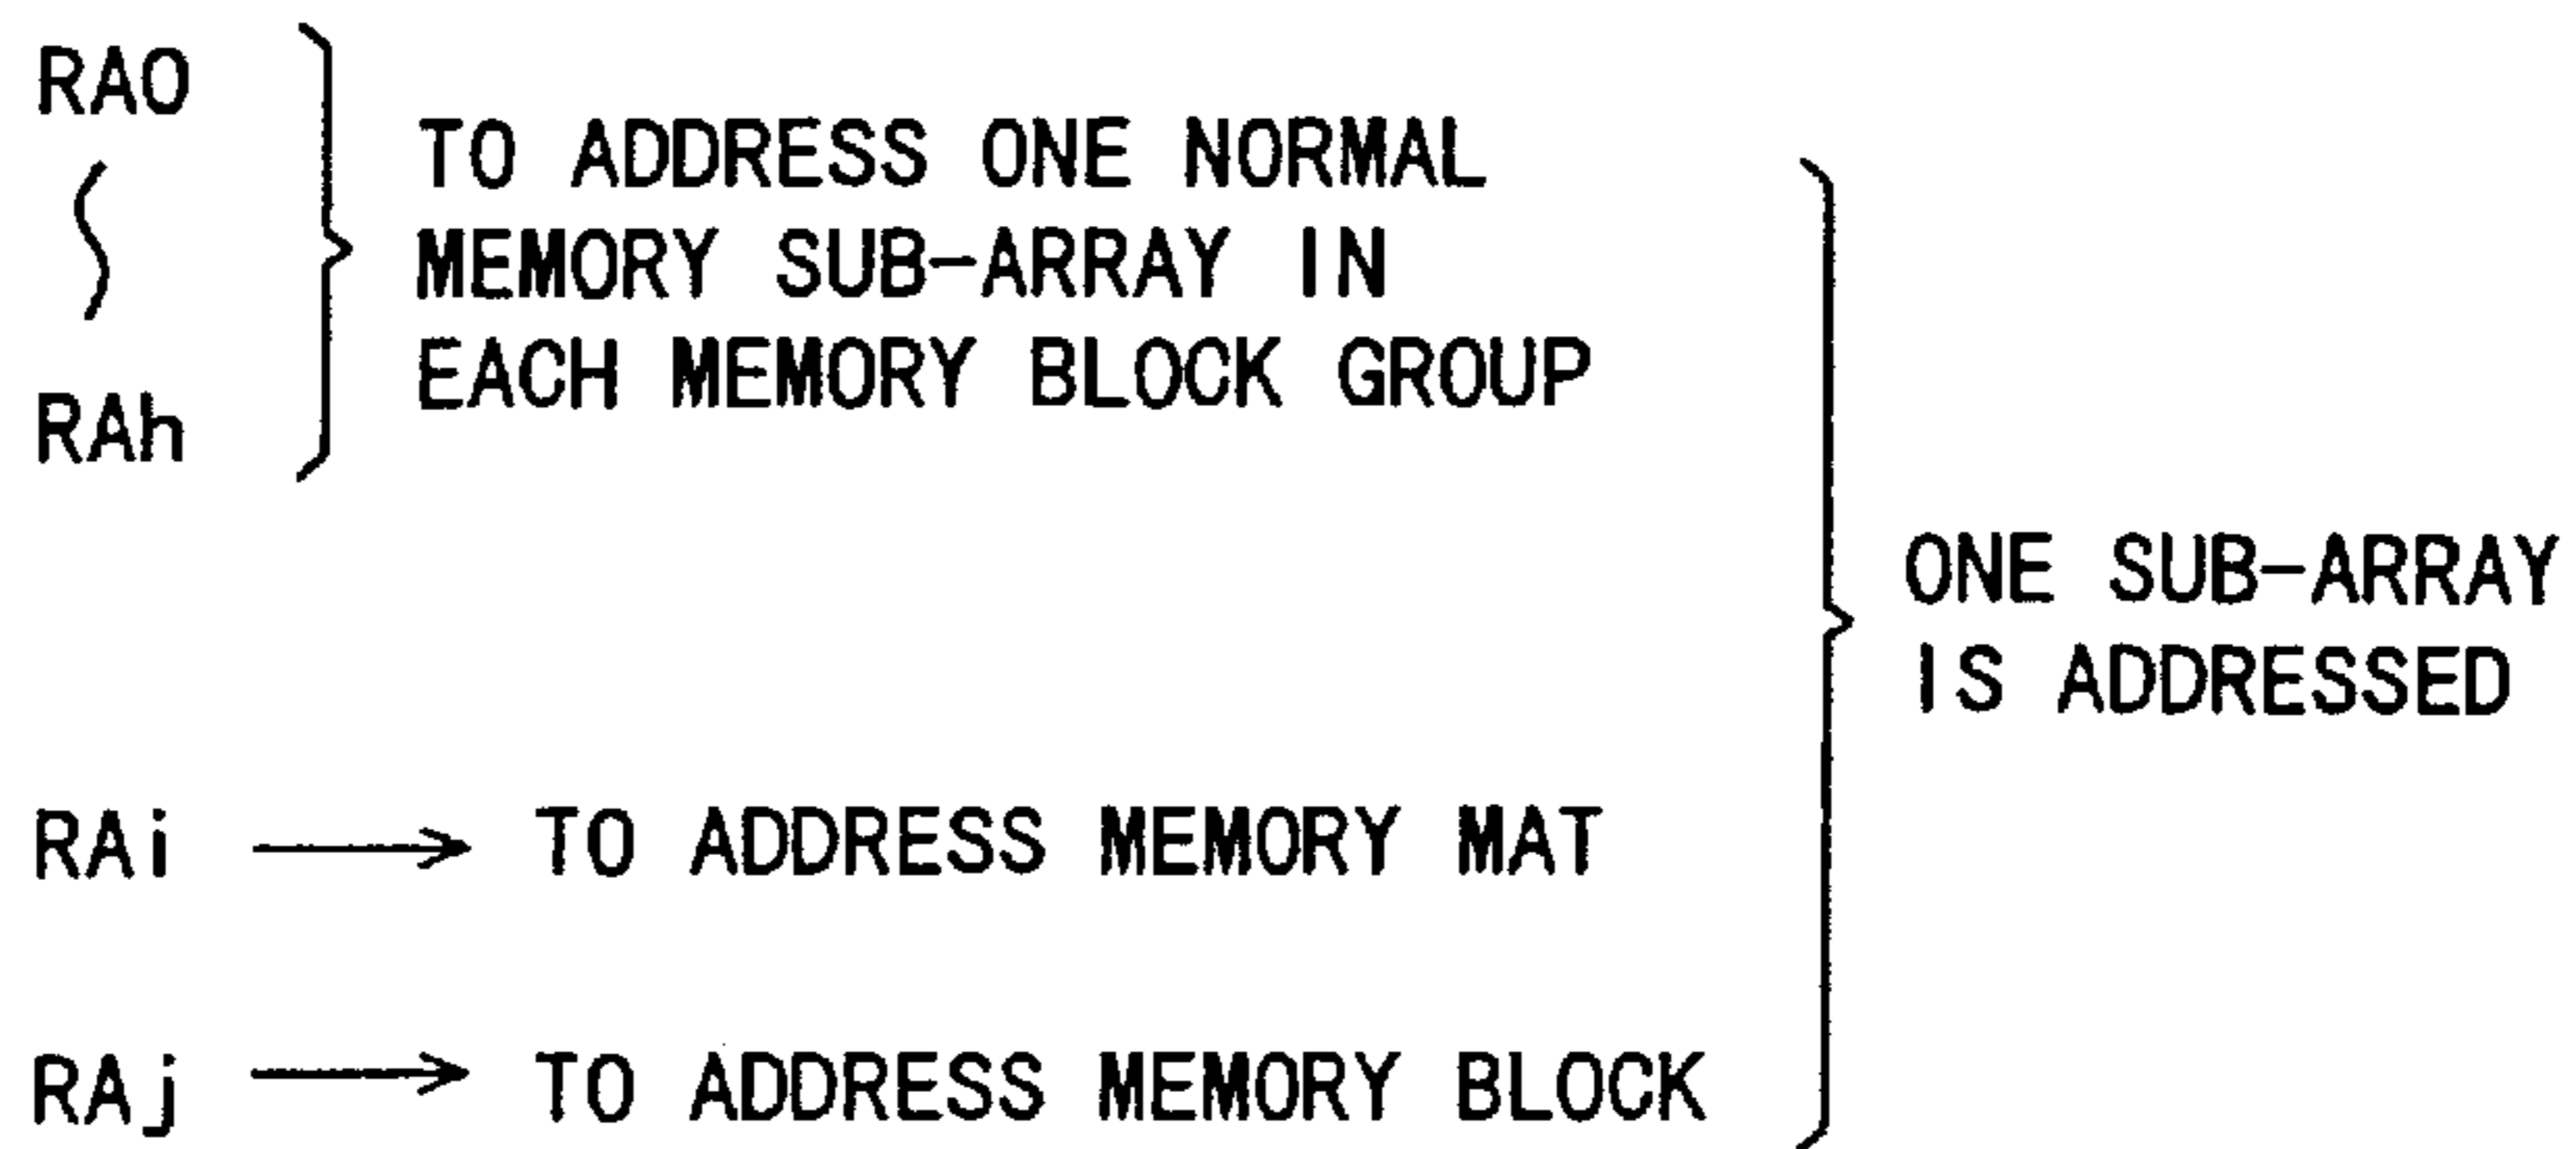 RA0
RAh
TO ADDRESS ONE NORMAL
MEMORY SUB-ARRAY IN
EACH MEMORY BLOCK GROUP
RAi → TO ADDRESS MEMORY MAT
RAj → TO ADDRESS MEMORY BLOCK
ONE SUB-ARRAY
IS ADDRESSED